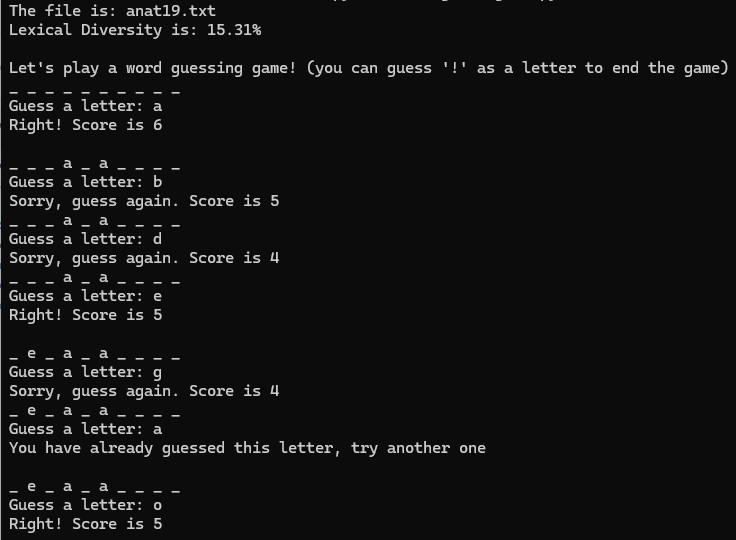 The file is: anat19.txt
Lexical Diversity is: 15.31%
Let's play a word guessing game! (you can guess '!' as a letter to end the game)
_ _ _ _ _ _ _ _ _ _
Guess a letter: a
Right! Score is 6
_ _ _ a _ a _ _ _ _
Guess a letter: b
Sorry, guess again. Score is 5
_ _ _ a _ a _ _ _ _
Guess a letter: d
Sorry, guess again. Score is 4
_ _ _ a _ a _ _ _ _
Guess a letter: e
Right! Score is 5
_ e _ a _ a _ _ _ _
Guess a letter: g
Sorry, guess again. Score is 4
_ e _ a _ a _ _ _ _
Guess a letter: a
You have already guessed this letter, try another one
_ e _ a _ a _ _ _ _
Guess a letter: o
Right! Score is 5